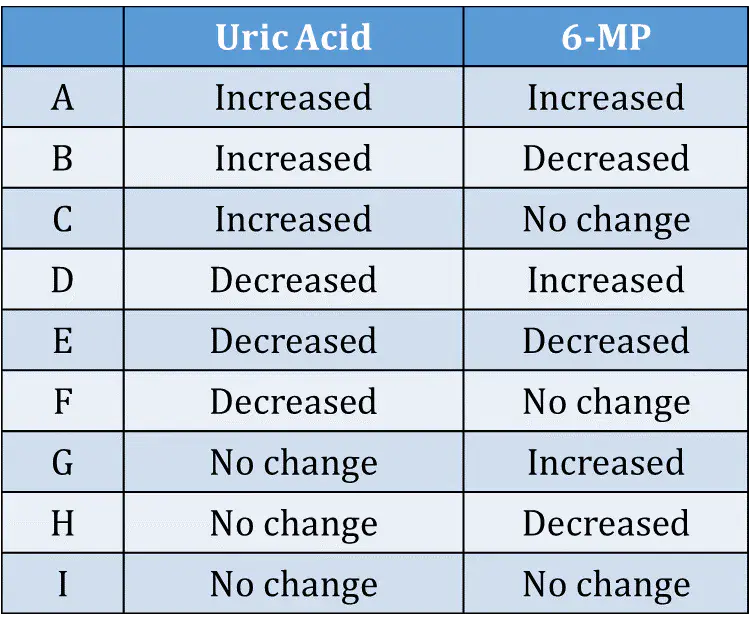 Uric Acid 6-MP
A Increased Increased
B Increased Decreased
C Increased No change
D Decreased Increased
E Decreased Decreased
F Decreased No change
G No change Increased
H No change Decreased
I No change No change